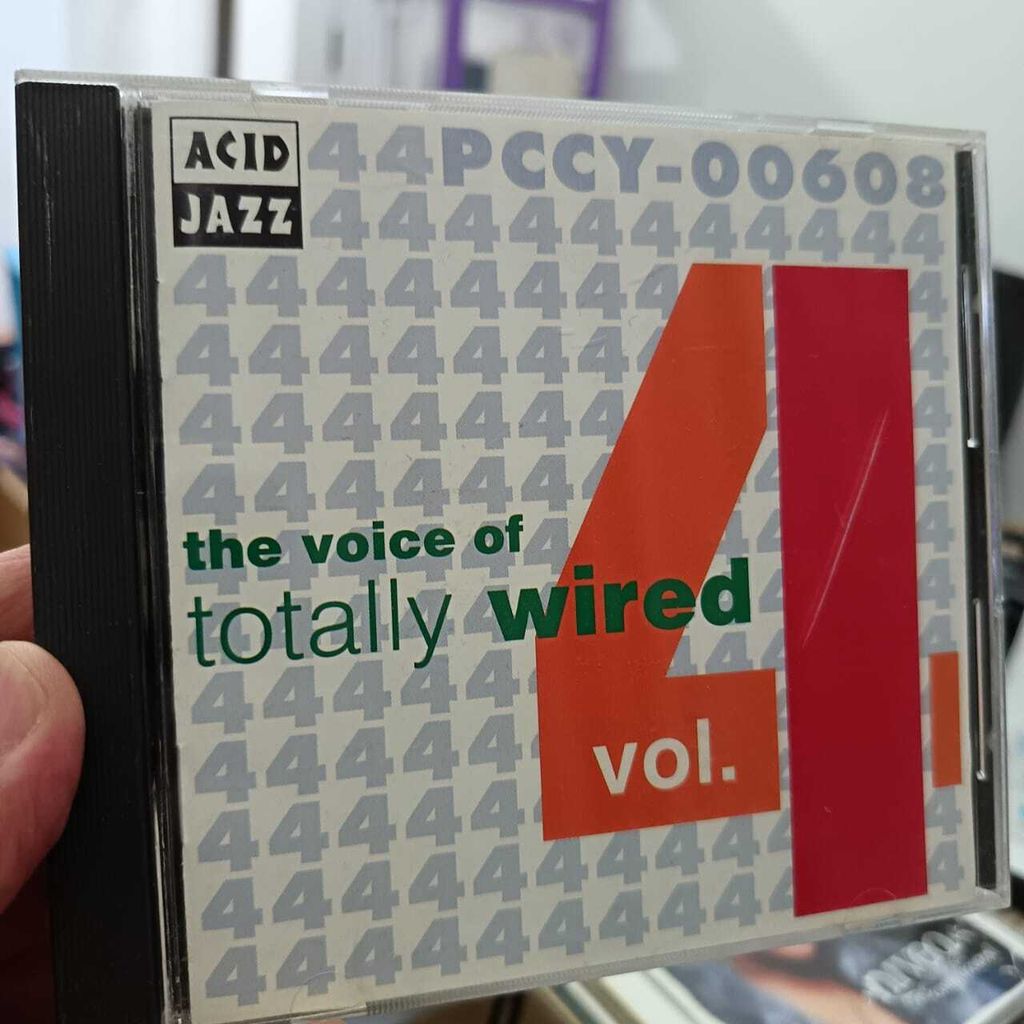 ACID
JAZZ
44PCCY-00608
the voice of
totally wired
vol.
4